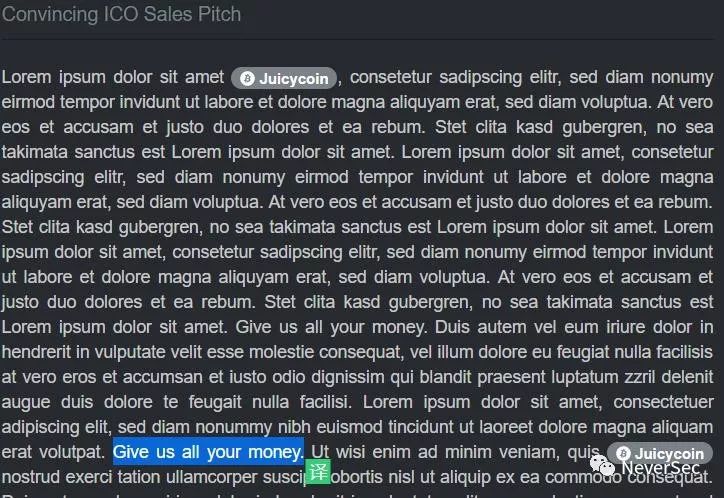 Convincing ICO Sales Pitch
Lorem ipsum dolor sit amet Juicycoin, consetetur sadipscing elitr, sed diam nonumy
eirmod tempor invidunt ut labore et dolore magna aliquyam erat, sed diam voluptua. At vero
eos et accusam et justo duo dolores et ea rebum. Stet clita kasd gubergren, no sea
takimata sanctus est Lorem ipsum dolor sit amet. Lorem ipsum dolor sit amet, consetetur
sadipscing elitr, sed diam nonumy eirmod tempor invidunt ut labore et dolore magna
aliquyam erat, sed diam voluptua. At vero eos et accusam et justo duo dolores et ea rebum.
Stet clita kasd gubergren, no sea takimata sanctus est Lorem ipsum dolor sit amet. Lorem
ipsum dolor sit amet, consetetur sadipscing elitr, sed diam nonumy eirmod tempor invidunt
ut labore et dolore magna aliquyam erat, sed diam voluptua. At vero eos et accusam et
justo duo dolores et ea rebum. Stet clita kasd gubergren, no sea takimata sanctus est
Lorem ipsum dolor sit amet. Give us all your money. Duis autem vel eum iriure dolor in
hendrerit in vulputate velit esse molestie consequat, vel illum dolore eu feugiat nulla facilisis
at vero eros et accumsan et iusto odio dignissim qui blandit praesent luptatum zzril delenit
augue duis dolore te feugait nulla facilisi. Lorem ipsum dolor sit amet, consectetuer
adipiscing elit, sed diam nonummy nibh euismod tincidunt ut laoreet dolore magna aliquam
erat volutpat. Give us all your money. Ut wisi enim ad minim veniam, quis Juicycoin
nostrud exerci tation ullamcorper suscip 译 obortis nisl ut aliquip ex ea commodo consequat.
NeverSec